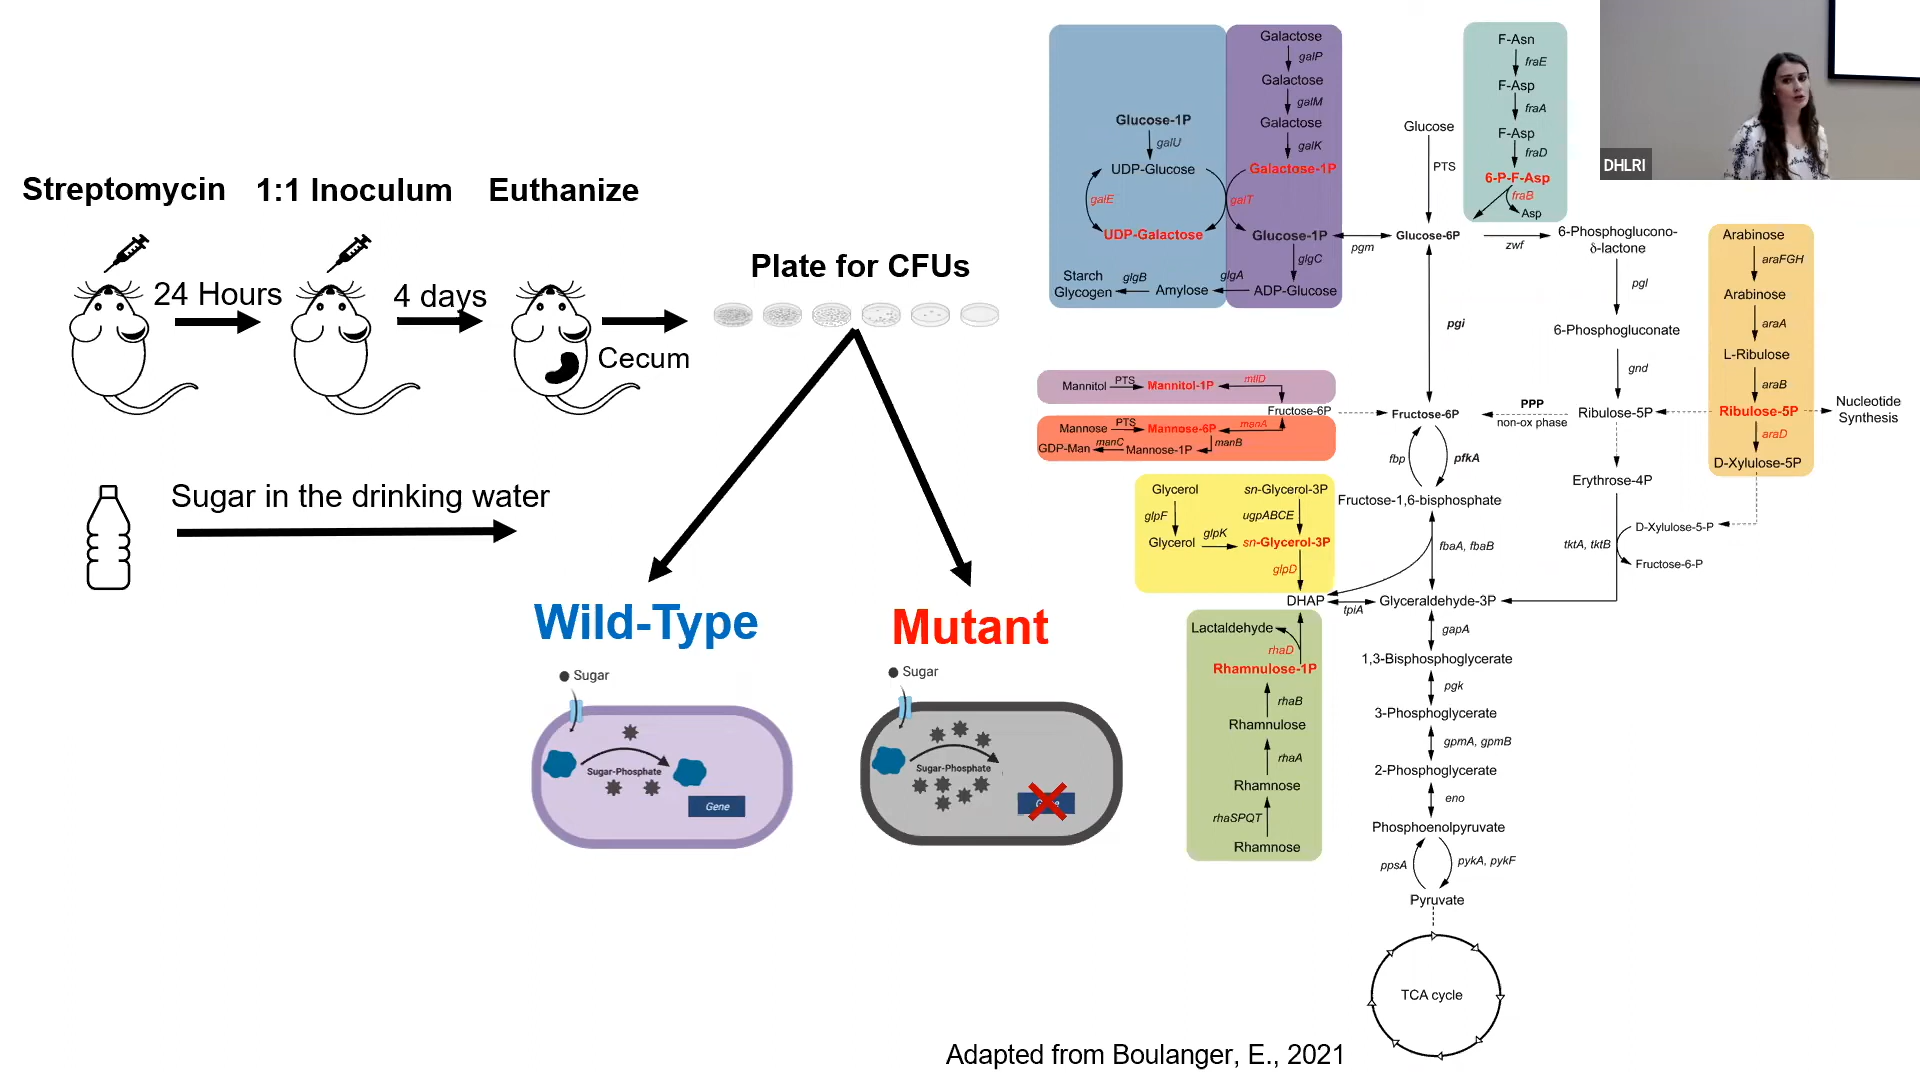 Streptomycin
1:1 Inoculum
Euthanize
24 Hours
4 days
Cecum
Plate for CFUs
Sugar in the drinking water
Wild-Type
Mutant
Sugar
Sugar-Phosphate
Gene
Sugar
Sugar-Phosphate
Glucose-1P
galU
UDP-Glucose
galE
UDP-Galactose
Starch
Glycogen
glgB
Amylose
glgA
Galactose
galP
Galactose
galM
Galactose
galK
Galactose-1P
galT
Glucose-1P
glgC
ADP-Glucose
pgm
Glucose
PTS
Glucose-6P
F-Asn
fraE
F-Asp
fraA
F-Asp
fraD
6-P-F-Asp
fraB
Asp
DHLRI
zwf
6-Phosphoglucono-
δ-lactone
pgl
6-Phosphogluconate
gnd
Ribulose-5P
Arabinose
araFGH
Arabinose
araA
L-Ribulose
araB
Ribulose-5P
araD
D-Xylulose-5P
Nucleotide
Synthesis
pgi
Mannitol
PTS
Mannitol-1P
mtlD
Fructose-6P
Mannose
PTS
Mannose-6P
manA
GDP-Man
manC
Mannose-1P
manB
Fructose-6P
PPP
non-ox phase
fbp
pfkA
Fructose-1,6-bisphosphate
Erythrose-4P
D-Xylulose-5-P
tktA, tktB
Fructose-6-P
Glycerol
glpF
Glycerol
glpK
sn-Glycerol-3P
ugpABCE
sn-Glycerol-3P
glpD
fbaA, fbaB
DHAP
tpiA
Glyceraldehyde-3P
Lactaldehyde
rhaD
Rhamnulose-1P
rhaB
Rhamnulose
rhaA
Rhamnose
rhaSPQT
Rhamnose
gapA
1,3-Bisphosphoglycerate
pgk
3-Phosphoglycerate
gpmA, gpmB
2-Phosphoglycerate
eno
Phosphoenolpyruvate
ppsA
pykA, pykF
Pyruvate
TCA cycle
Adapted from Boulanger, E., 2021